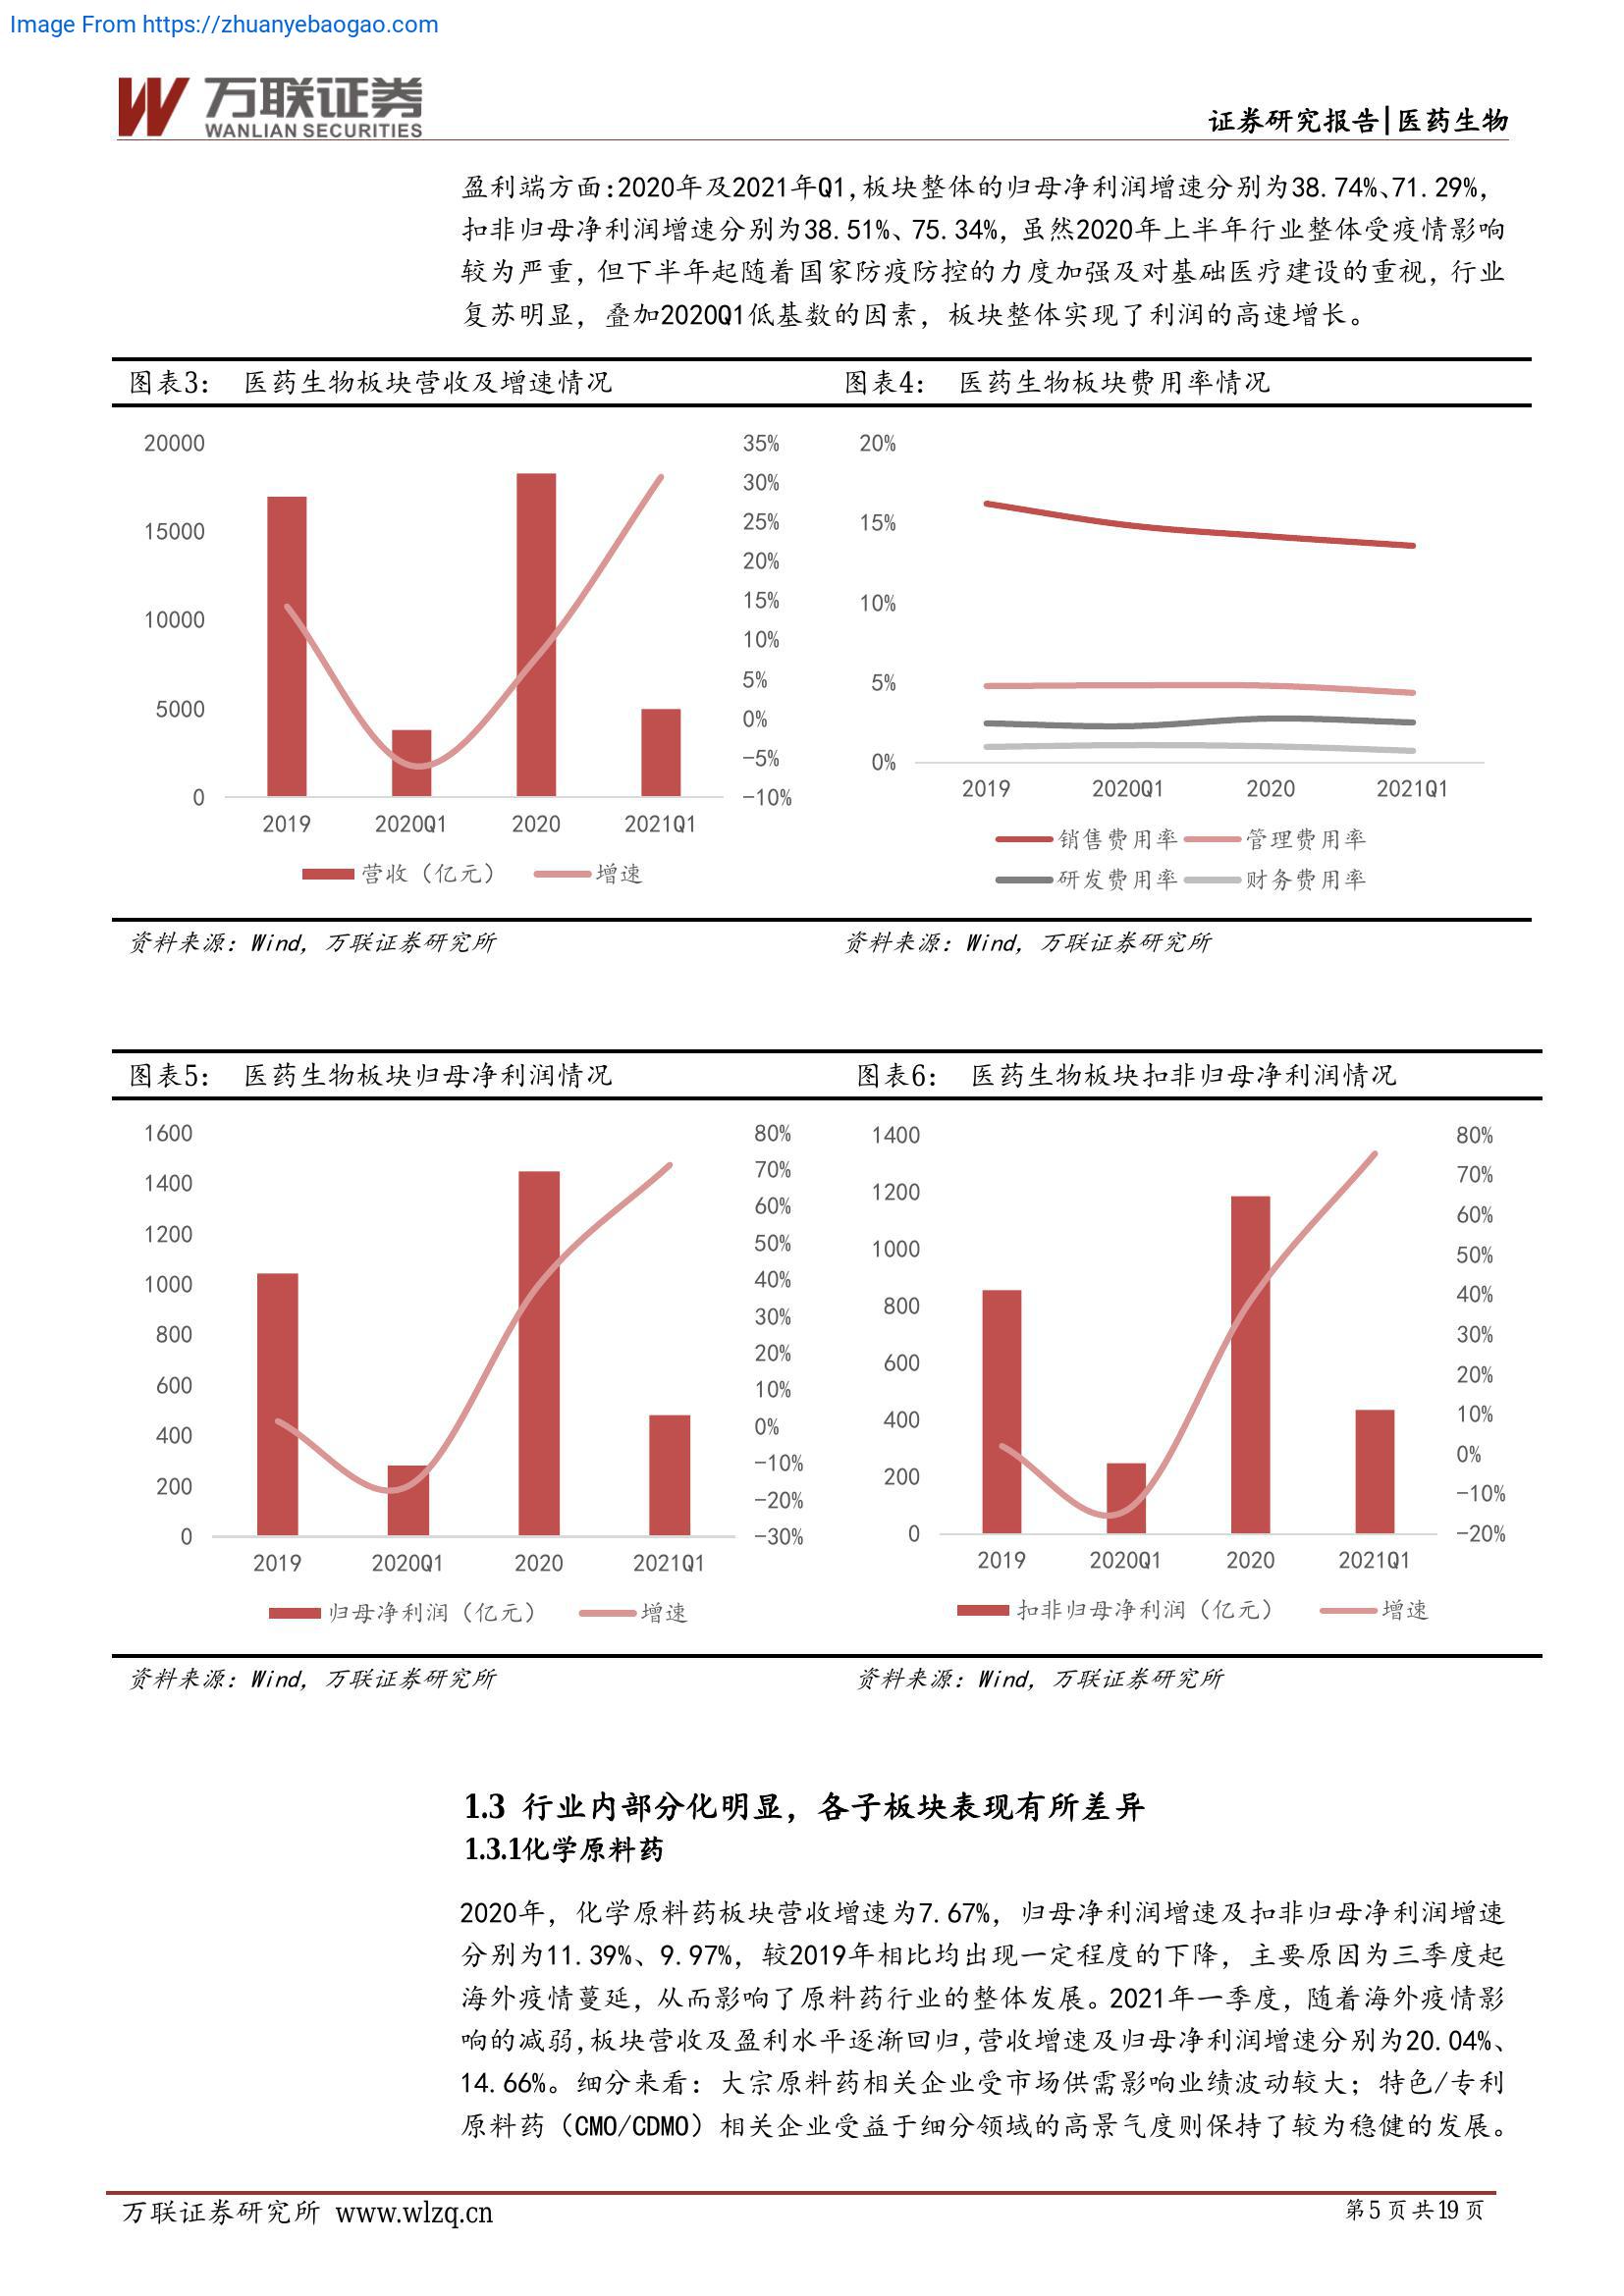 Image From https://zhuanyebaogao.com
万联证券
WANLIAN SECURITIES
证券研究报告|医药生物
盈利端方面:2020年及2021年Q1,板块整体的归母净利润增速分别为38.74%、71.29%,
扣非归母净利润增速分别为38.51%、75.34%, 虽然2020年上半年行业整体受疫情影响
较为严重, 但下半年起随着国家防疫防控的力度加强及对基础医疗建设的重视, 行业
复苏明显, 叠加2020Q1低基数的因素, 板块整体实现了利润的高速增长。
图表3: 医药生物板块营收及增速情况
20000
15000
10000
5000
0
35%
30%
25%
20%
15%
10%
5%
0%
-5%
-10%
2019 2020Q1 2020 2021Q1
营收(亿元) 增速
资料来源: Wind, 万联证券研究所
图表4: 医药生物板块费用率情况
20%
15%
10%
5%
0%
2019 2020Q1 2020 2021Q1
销售费用率 管理费用率
研发费用率 财务费用率
资料来源: Wind, 万联证券研究所
图表5: 医药生物板块归母净利润情况
1600
1400
1200
1000
800
600
400
200
0
80%
70%
60%
50%
40%
30%
20%
10%
0%
-10%
-20%
-30%
2019 2020Q1 2020 2021Q1
归母净利润(亿元) 增速
资料来源: Wind, 万联证券研究所
图表6: 医药生物板块扣非归母净利润情况
1400
1200
1000
800
600
400
200
0
80%
70%
60%
50%
40%
30%
20%
10%
0%
-10%
-20%
2019 2020Q1 2020 2021Q1
扣非归母净利润(亿元) 增速
资料来源: Wind, 万联证券研究所
1.3 行业内部分化明显, 各子板块表现有所差异
1.3.1化学原料药
2020年, 化学原料药板块营收增速为7.67%, 归母净利润增速及扣非归母净利润增速
分别为11.39%、9.97%, 较2019年相比均出现一定程度的下降, 主要原因为三季度起
海外疫情蔓延, 从而影响了原料药行业的整体发展。2021年一季度, 随着海外疫情影
响的减弱,板块营收及盈利水平逐渐回归,营收增速及归母净利润增速分别为20.04%、
14.66%。细分来看: 大宗原料药相关企业受市场供需影响业绩波动较大; 特色/专利
原料药(CMO/CDMO)相关企业受益于细分领域的高景气度则保持了较为稳健的发展。
万联证券研究所 www.wlzq.cn
第5页共19页